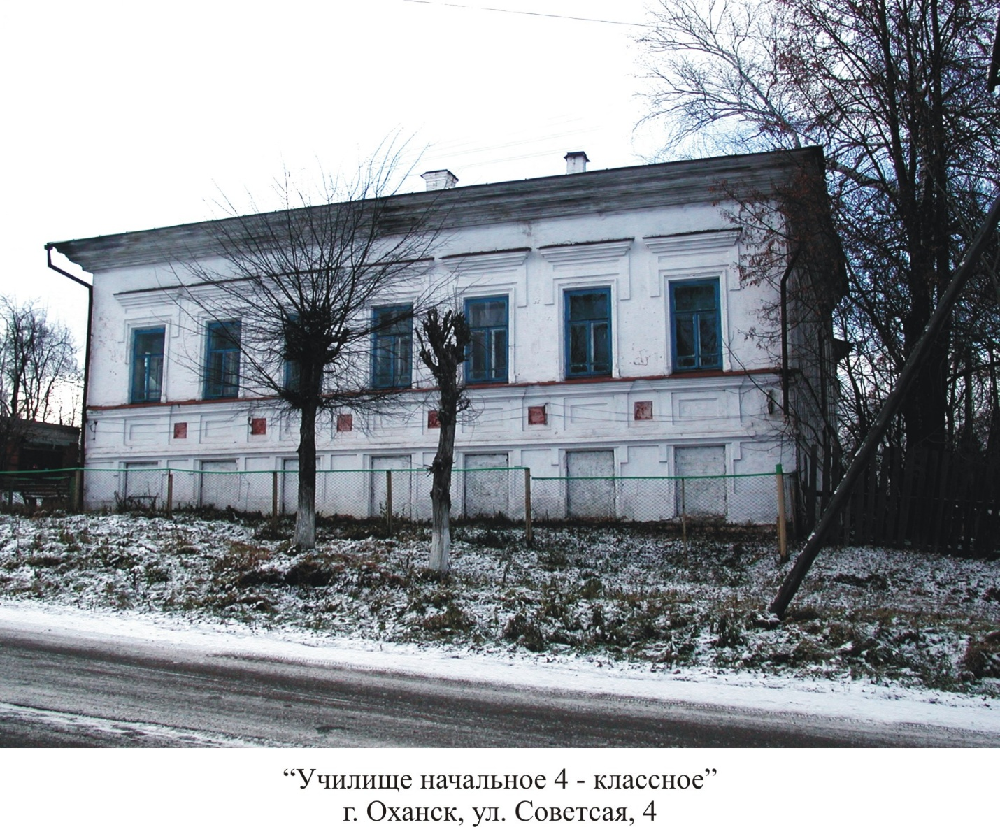 “Училище начальное 4 - классное”
г. Оханск, ул. Советсая, 4